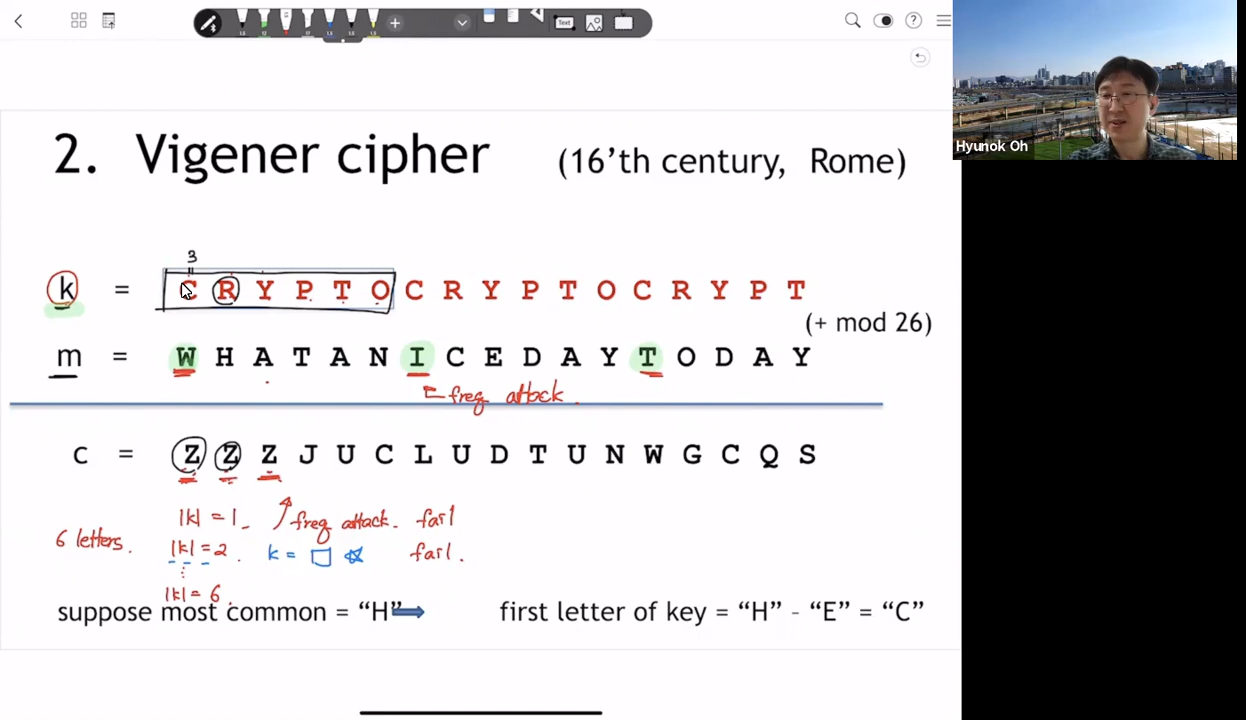 Text
Hyunok Oh
2. Vigener cipher (16'th century, Rome)
3
k = C R Y P T O C R Y P T O C R Y P T
(+ mod 26)
m = W H A T A N I C E D A Y T O D A Y
freq attack.
c = Z Z Z J U C L U D T U N W G C Q S
|k| = 1 freq attack. fail
6 letters.
|k| = 2. k = fail.
|k| = 6.
suppose most common = "H" first letter of key = "H" - "E" = "C"